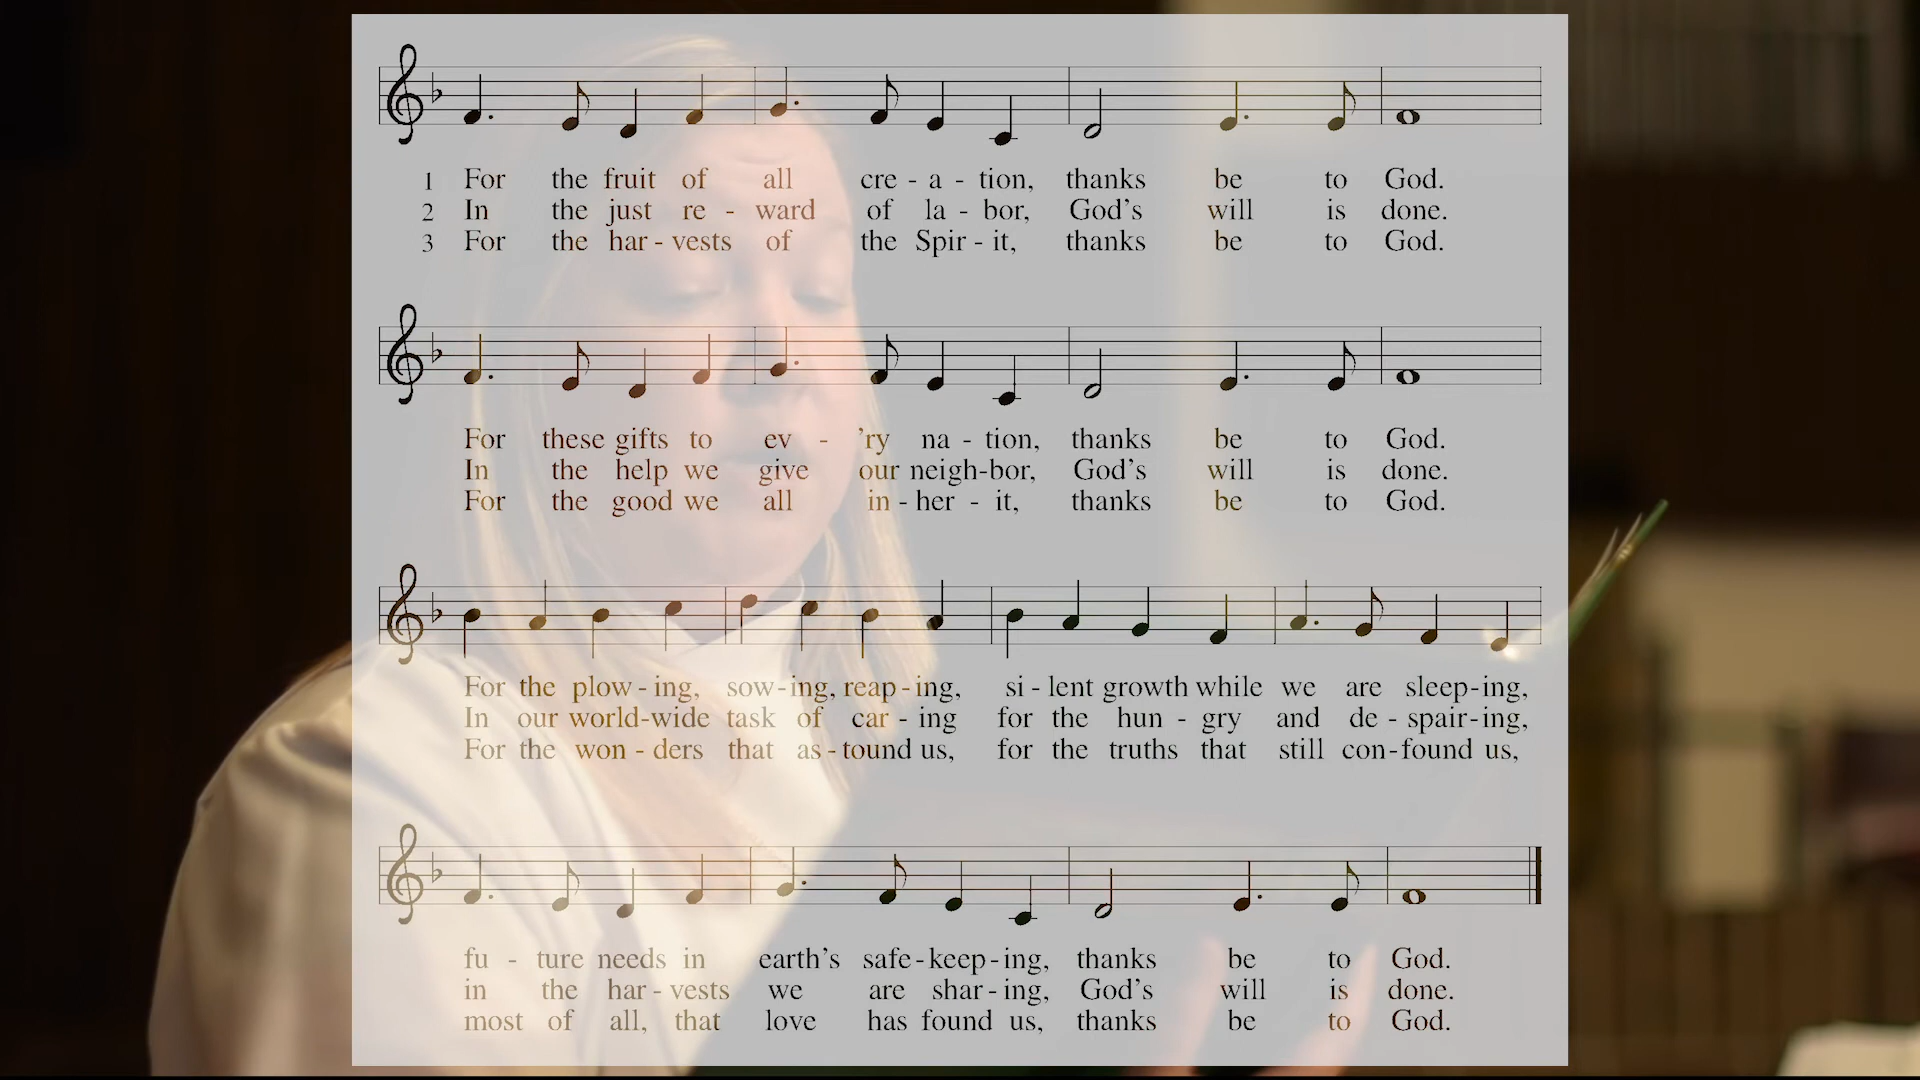 1 For the fruit of all cre - a - tion, thanks be to God.
2 In the just re - ward of la - bor, God's will is done.
3 For the har - vests of the Spir - it, thanks be to God.
For these gifts to ev - 'ry na - tion, thanks be to God.
In the help we give our neigh-bor, God's will is done.
For the good we all in - her - it, thanks be to God.
For the plow - ing, sow - ing, reap - ing, si - lent growth while we are sleep-ing,
In our world-wide task of car - ing for the hun - gry and de - spair-ing,
For the won - ders that as - tound us, for the truths that still con-found us,
fu - ture needs in earth's safe-keep-ing, thanks be to God.
in the har - vests we are shar-ing, God's will is done.
most of all, that love has found us, thanks be to God.